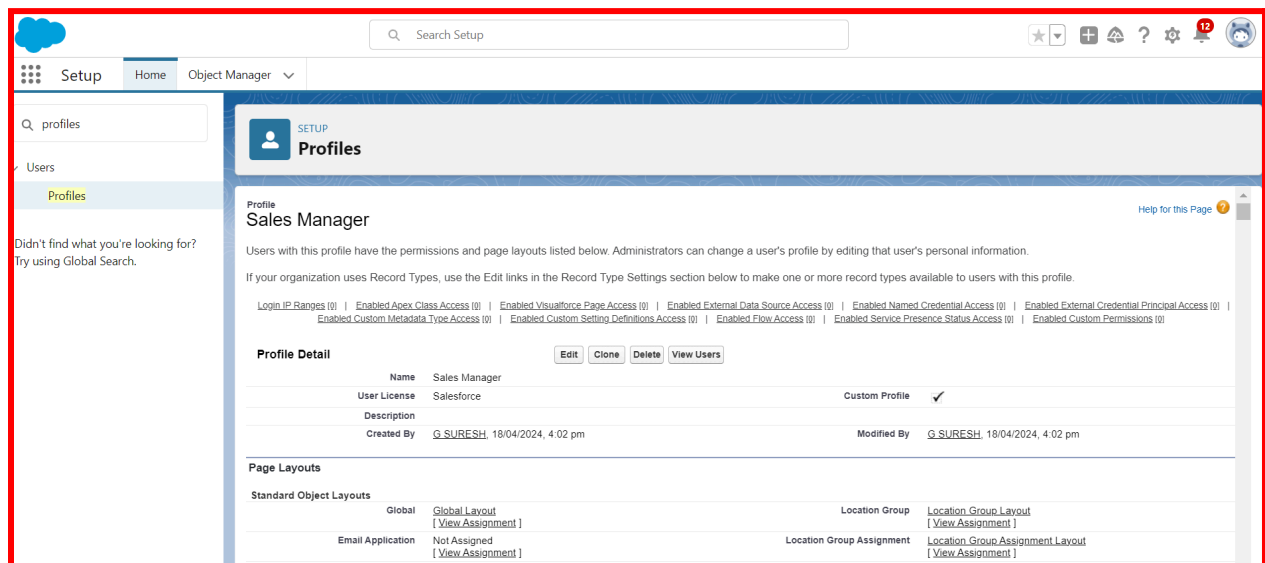 Search Setup
12
Setup
Home
Object Manager
profiles
Users
Profiles
Didn't find what you're looking for?
Try using Global Search.
SETUP
Profiles
Profile
Sales Manager
Help for this Page
Users with this profile have the permissions and page layouts listed below. Administrators can change a user's profile by editing that user's personal information.
If your organization uses Record Types, use the Edit links in the Record Type Settings section below to make one or more record types available to users with this profile.
Login IP Ranges [0] | Enabled Apex Class Access [0] | Enabled Visualforce Page Access [0] | Enabled External Data Source Access [0] | Enabled Named Credential Access [0] | Enabled External Credential Principal Access [0] |
Enabled Custom Metadata Type Access [0] | Enabled Custom Setting Definitions Access [0] | Enabled Flow Access [0] | Enabled Service Presence Status Access [0] | Enabled Custom Permissions [0]
Profile Detail Edit Clone Delete View Users
Name Sales Manager
User License Salesforce Custom Profile ✓
Description
Created By G SURESH, 18/04/2024, 4:02 pm Modified By G SURESH, 18/04/2024, 4:02 pm
Page Layouts
Standard Object Layouts
Global Global Layout Location Group Location Group Layout
[ View Assignment ] [ View Assignment ]
Email Application Not Assigned Location Group Assignment Location Group Assignment Layout
[ View Assignment ] [ View Assignment ]